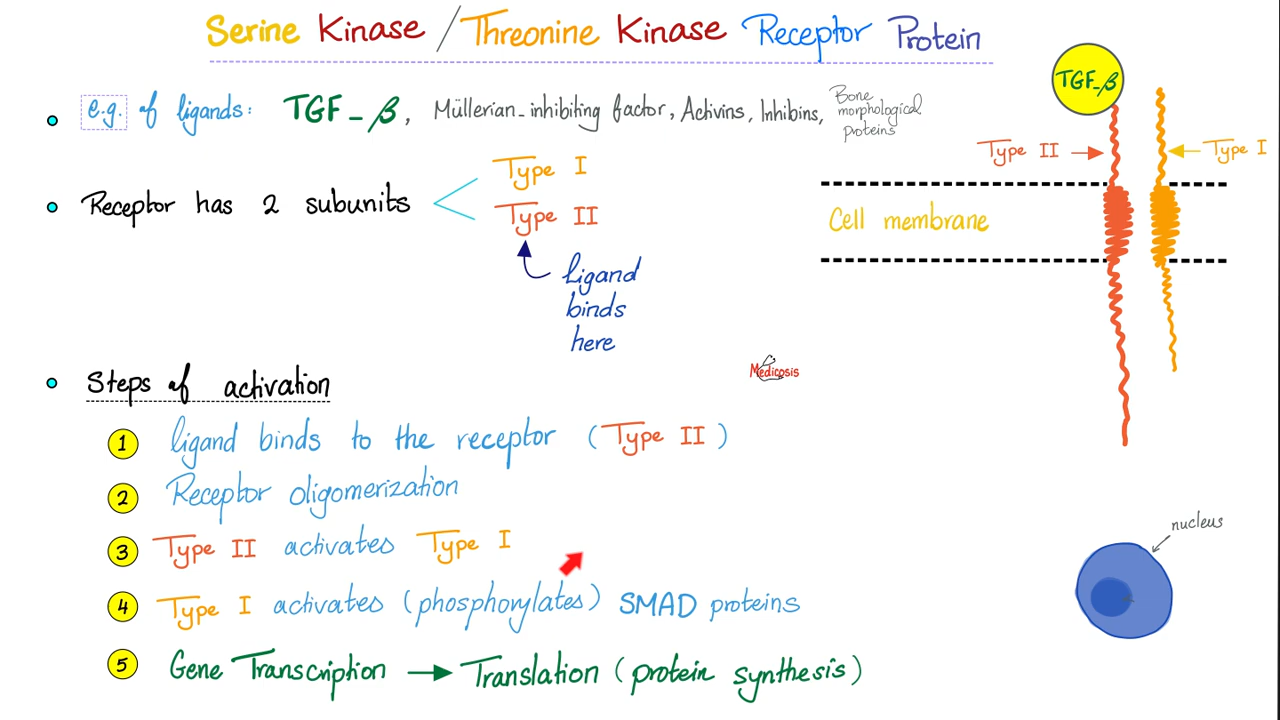 Serine Kinase / Threonine Kinase Receptor Protein
e.g. of ligands: TGF-β, Müllerian-inhibiting factor, Activins, Inhibins,
Bone
morphological
proteins
Receptor has 2 subunits
Type I
Type II
ligand
binds
here
TGF-β
Type II
Type I
Cell membrane
Medicosis
Steps of activation
1 ligand binds to the receptor (Type II)
2 Receptor oligomerization
3 Type II activates Type I
4 Type I activates (phosphorylates) SMAD proteins
5 Gene Transcription → Translation (protein synthesis)
nucleus